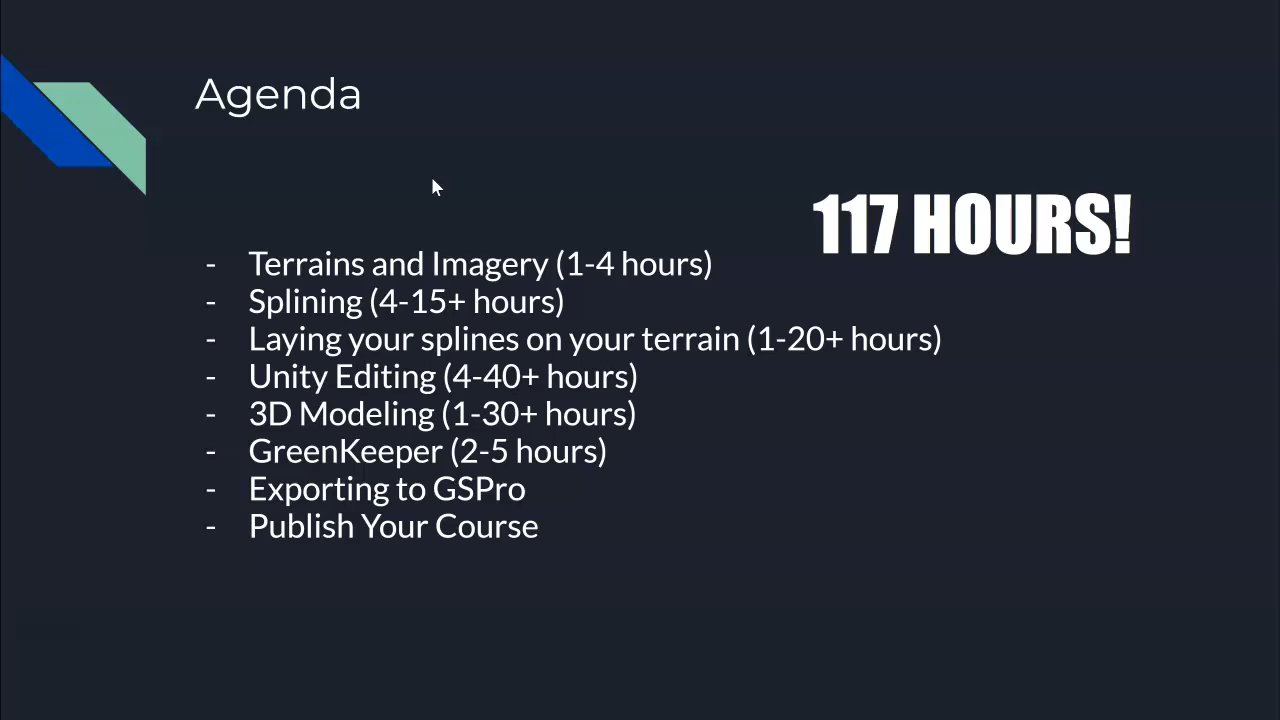 Agenda
117 HOURS!
- Terrains and Imagery (1-4 hours)
- Splining (4-15+ hours)
- Laying your splines on your terrain (1-20+ hours)
- Unity Editing (4-40+ hours)
- 3D Modeling (1-30+ hours)
- GreenKeeper (2-5 hours)
- Exporting to GSPro
- Publish Your Course